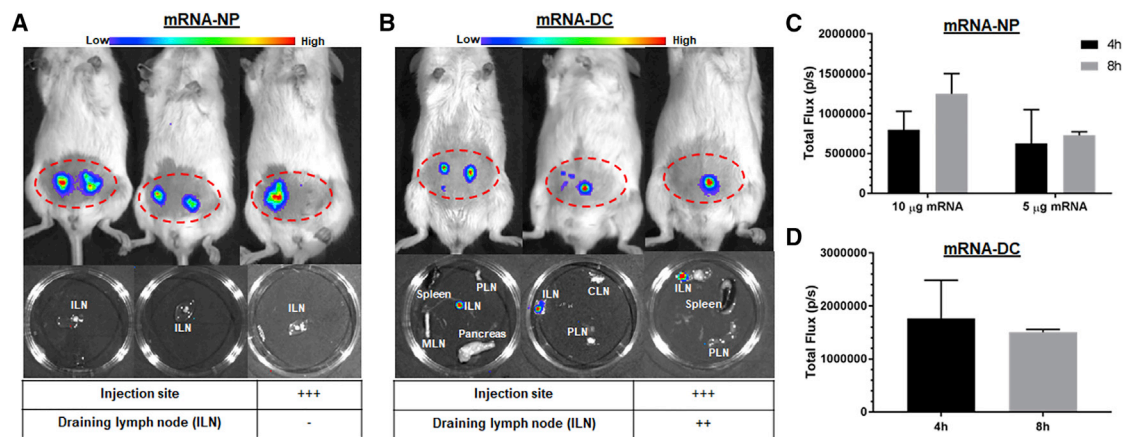 A
mRNA-NP
Low High
ILN
ILN
ILN
Injection site +++
Draining lymph node (ILN) -
B
mRNA-DC
Low High
Spleen PLN
ILN
MLN
Pancreas
ILN CLN
PLN
ILN
Spleen
PLN
Injection site +++
Draining lymph node (ILN) ++
C
mRNA-NP
4h
8h
Total Flux (p/s)
2000000
1500000
1000000
500000
0
10 μg mRNA 5 μg mRNA
D
mRNA-DC
Total Flux (p/s)
3000000
2000000
1000000
0
4h 8h